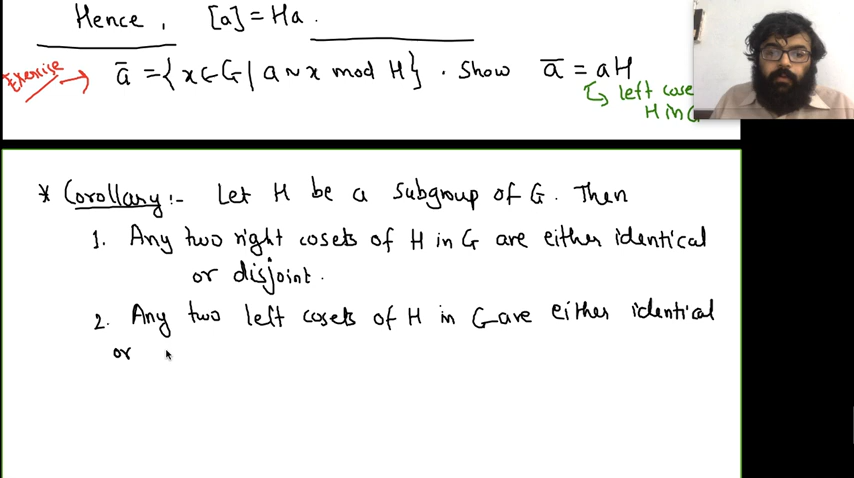 Hence, [a] = Ha.
Exercise → ā = {x ∈ G | a ~ x mod H}. Show ā = aH
left cose
H in G
* Corollary :- Let H be a subgroup of G. Then
1. Any two right cosets of H in G are either identical
or disjoint.
2. Any two left cosets of H in G are either identical
or